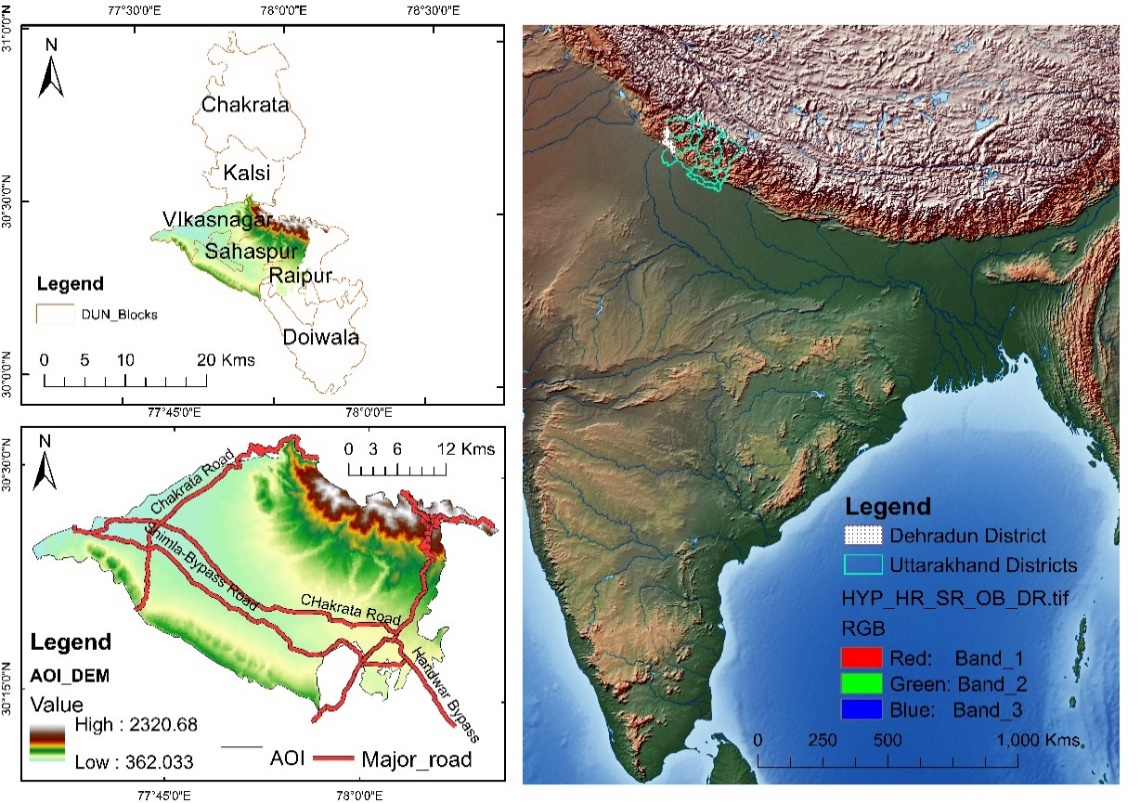 77°30'0"E 78°0'0"E 78°30'0"E
31°0'0"N
N
Chakrata
Kalsi
30°30'0"N
VIkasnagar
Sahaspur
Raipur
Legend
DUN_Blocks
Doiwala
0 5 10 20 Kms
30°0'0"N
77°45'0"E 78°0'0"E
N
0 3 6 12 Kms
30°30'0"N
Chakrata Road
Shimla-Bypass Road
CHakrata Road
Haridwar Bypass
30°15'0"N
Legend
AOI_DEM
Value
High : 2320.68
Low : 362.033
AOI
Major_road
77°45'0"E 78°0'0"E
Legend
Dehradun District
Uttarakhand Districts
HYP_HR_SR_OB_DR.tif
RGB
Red: Band_1
Green: Band_2
Blue: Band_3
0 250 500 1,000 Kms